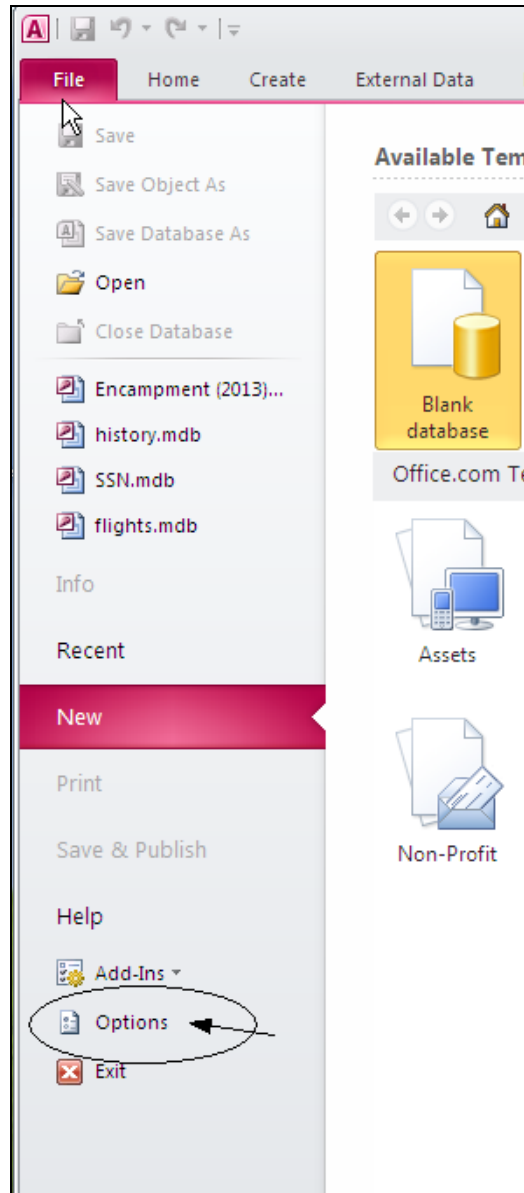 A
File Home Create External Data
Save
Save Object As
Save Database As
Open
Close Database
Encampment (2013)...
history.mdb
SSN.mdb
flights.mdb
Info
Recent
New
Print
Save & Publish
Help
Add-Ins
Options
Exit
Available Tem
Blank
database
Office.com Te
Assets
Non-Profit